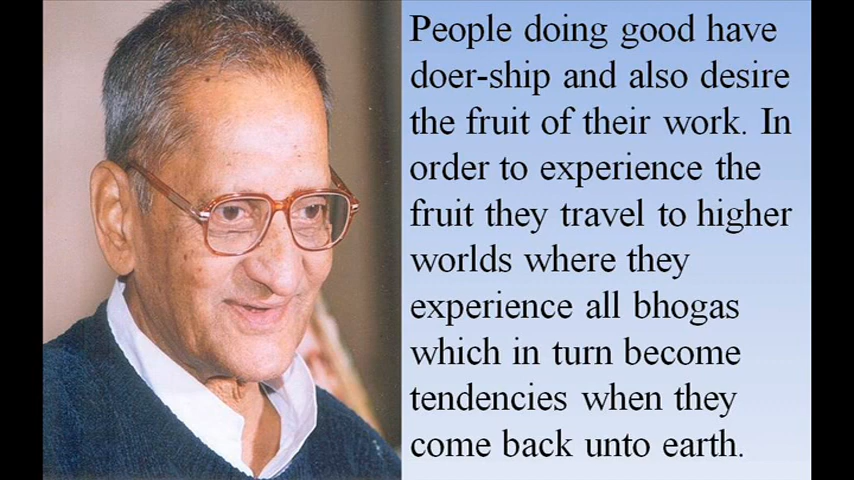 People doing good have
doer-ship and also desire
the fruit of their work. In
order to experience the
fruit they travel to higher
worlds where they
experience all bhogas
which in turn become
tendencies when they
come back unto earth.